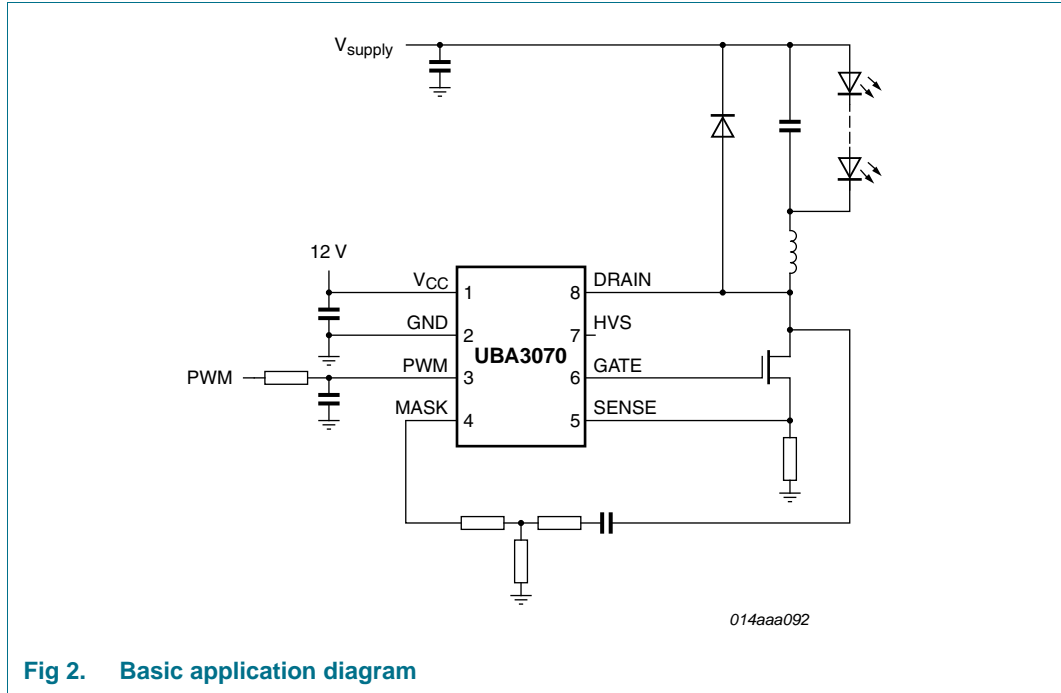 Vsupply
12 V
VCC
1
GND
2
PWM
PWM
3
MASK
4
UBA3070
8
DRAIN
7
HVS
6
GATE
5
SENSE
014aaa092
Fig 2. Basic application diagram